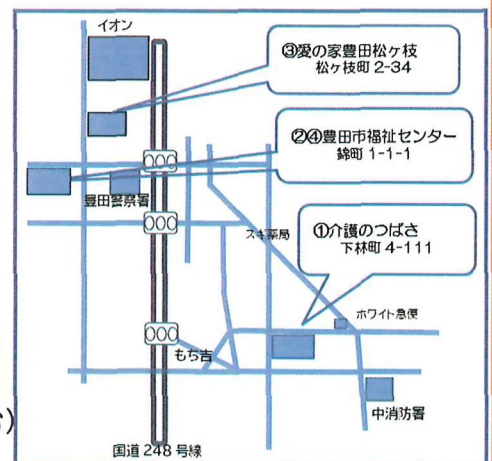 イオン
③愛の家豊田松ヶ枝
松ヶ枝町 2-34
②④豊田市福祉センター
錦町 1-1-1
豊田警察署
スギ薬局
①介護のつばさ
下林町 4-111
ホワイト急便
もち吉
中消防署
国道 248 号線